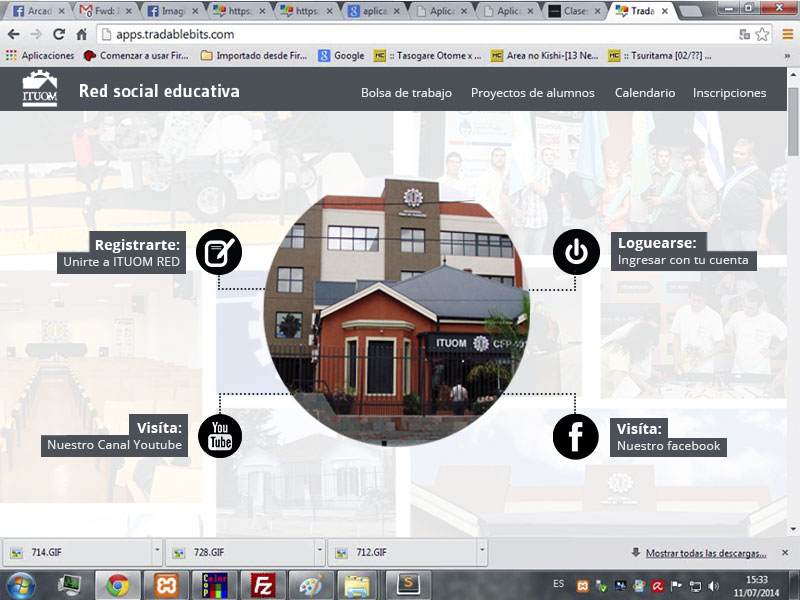 Arcad
Fwd:
Imagi
https:
https:
aplica
Aplic
Aplic
Clase:
Trada
apps.tradablebits.com
Aplicaciones
Comenzar a usar Fir...
Importado desde Fir...
Google
:: Tasogare Otome x ...
Area no Kishi-[13 Ne...
:: Tsuritama [02/??] ...
ITUOM
Red social educativa
Bolsa de trabajo
Proyectos de alumnos
Calendario
Inscripciones
Registrarte:
Unirte a ITUOM RED
Loguearse:
Ingresar con tu cuenta
ITUOM CFP
Visíta:
Nuestro Canal Youtube
You
Tube
Visíta:
Nuestro facebook
714.GIF
728.GIF
712.GIF
Mostrar todas las descargas...
ES
15:33
11/07/2014